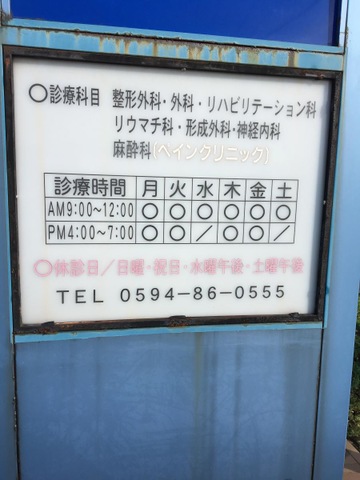 ○診療科目 整形外科・外科・リハビリテーション科
リウマチ科・形成外科・神経内科
麻酔科(ペインクリニック)
診療時間 月 火 水 木 金 土
AM9:00〜12:00 ○ ○ ○ ○ ○ ○
PM4:00〜7:00 ○ ○ ／ ○ ○ ／
○休診日／日曜・祝日・水曜午後・土曜午後
TEL 0594-86-0555